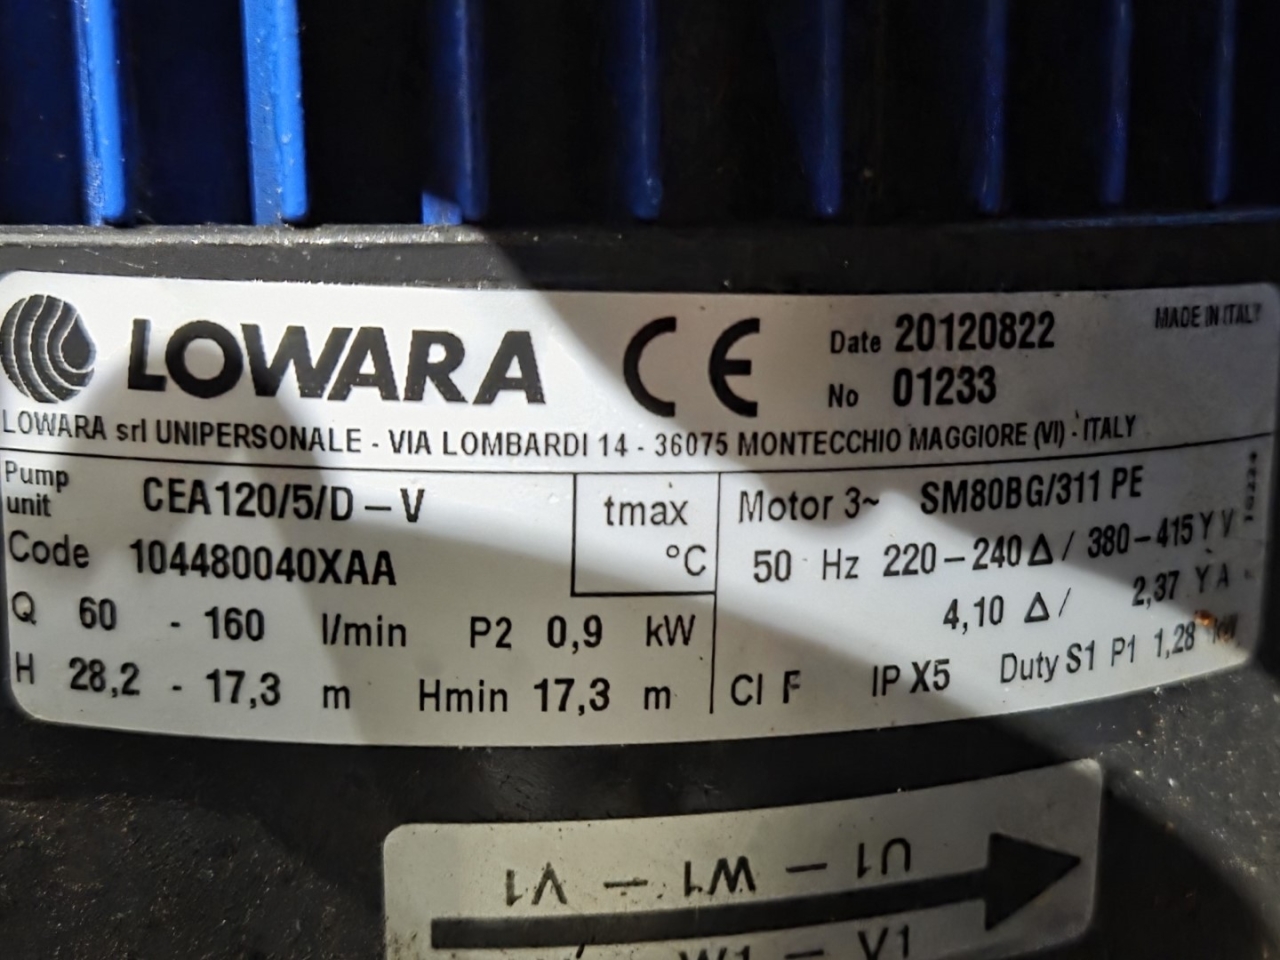 LOWARA CE Date 20120822 MADE IN ITALY
No 01233
LOWARA srl UNIPERSONALE - VIA LOMBARDI 14 - 36075 MONTECCHIO MAGGIORE (VI) - ITALY
Pump unit CEA120/5/D-V
Code 104480040XAA
tmax °C
Q 60 - 160 l/min P2 0,9 kW
H 28,2 - 17,3 m Hmin 17,3 m
Motor 3~ SM80BG/311 PE
50 Hz 220-240 Δ/ 380-415 Y V
4,10 Δ/ 2,37 Y A
Cl F IP X5 Duty S1 P1 1,28 kW
U1 - W1 - V1
W1 - V1